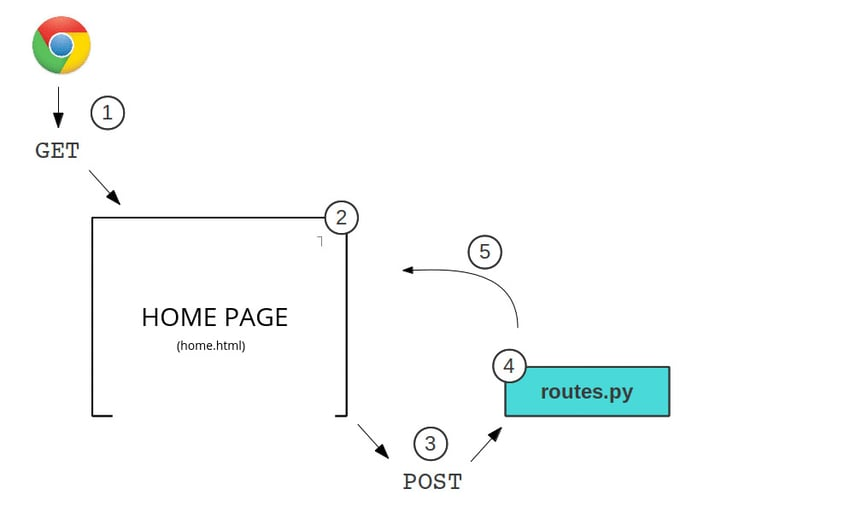 1
GET
2
HOME PAGE
(home.html)
5
4
routes.py
3
POST